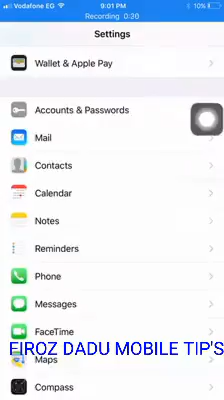 Vodafone EG
9:01 PM
10%
Recording 0:30
Settings
Wallet & Apple Pay
Accounts & Passwords
Mail
Contacts
Calendar
Notes
Reminders
Phone
Messages
FaceTime
FIROZ DADU MOBILE TIP'S
Maps
Compass